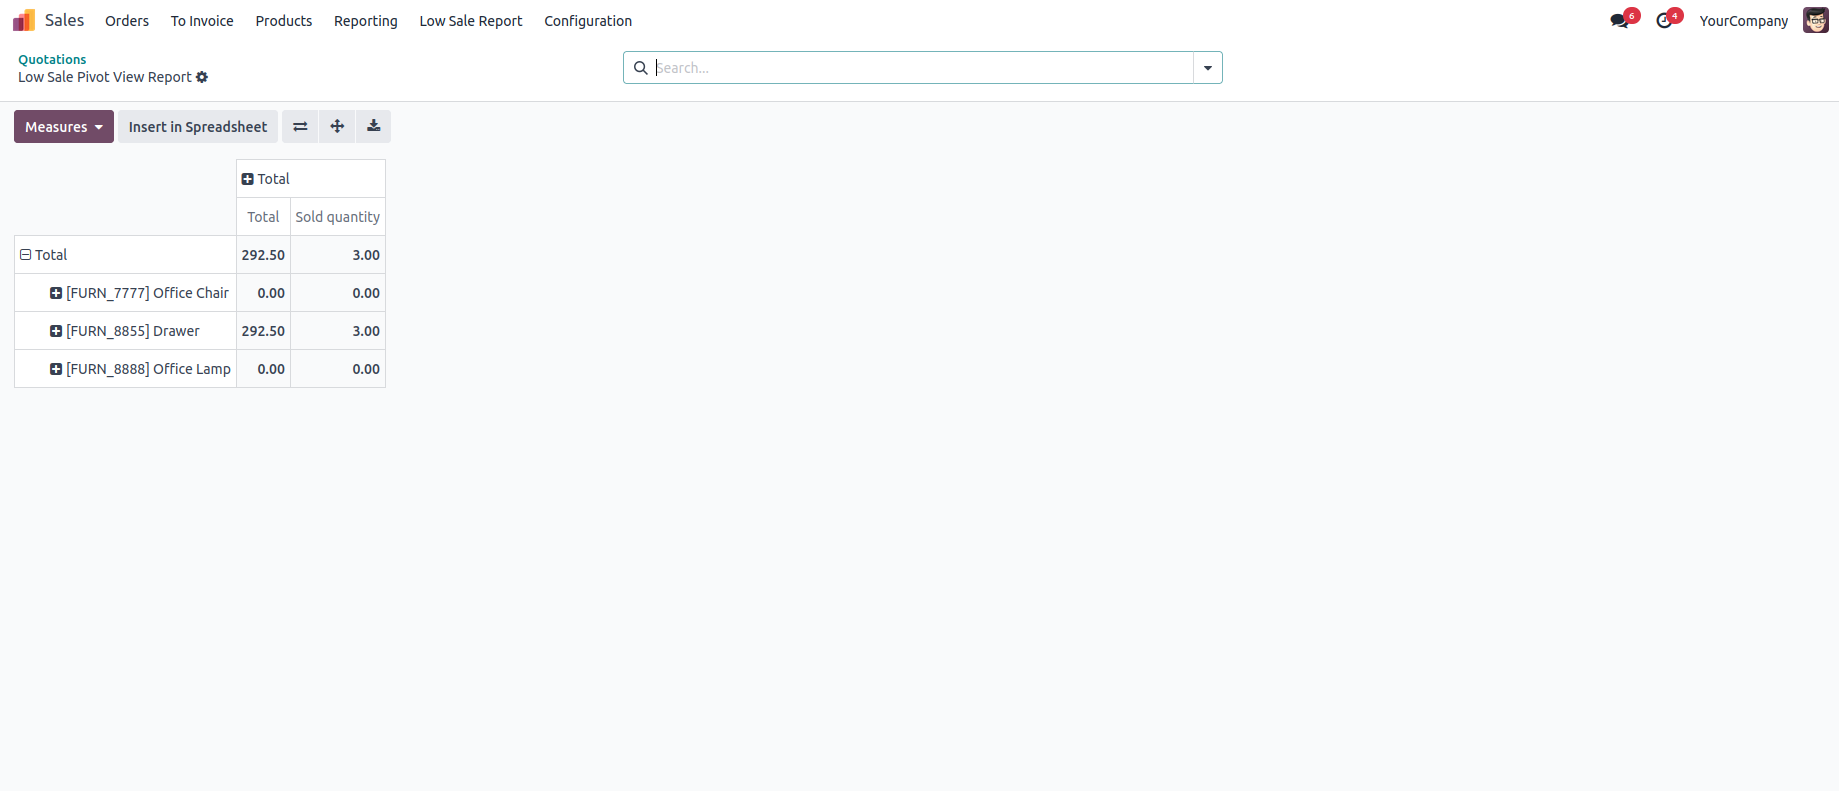 Sales Orders To Invoice Products Reporting Low Sale Report Configuration 6 4 YourCompany
Quotations
Low Sale Pivot View Report
Search...
Measures Insert in Spreadsheet
Total
Total Sold quantity
Total 292.50 3.00
[FURN_7777] Office Chair 0.00 0.00
[FURN_8855] Drawer 292.50 3.00
[FURN_8888] Office Lamp 0.00 0.00